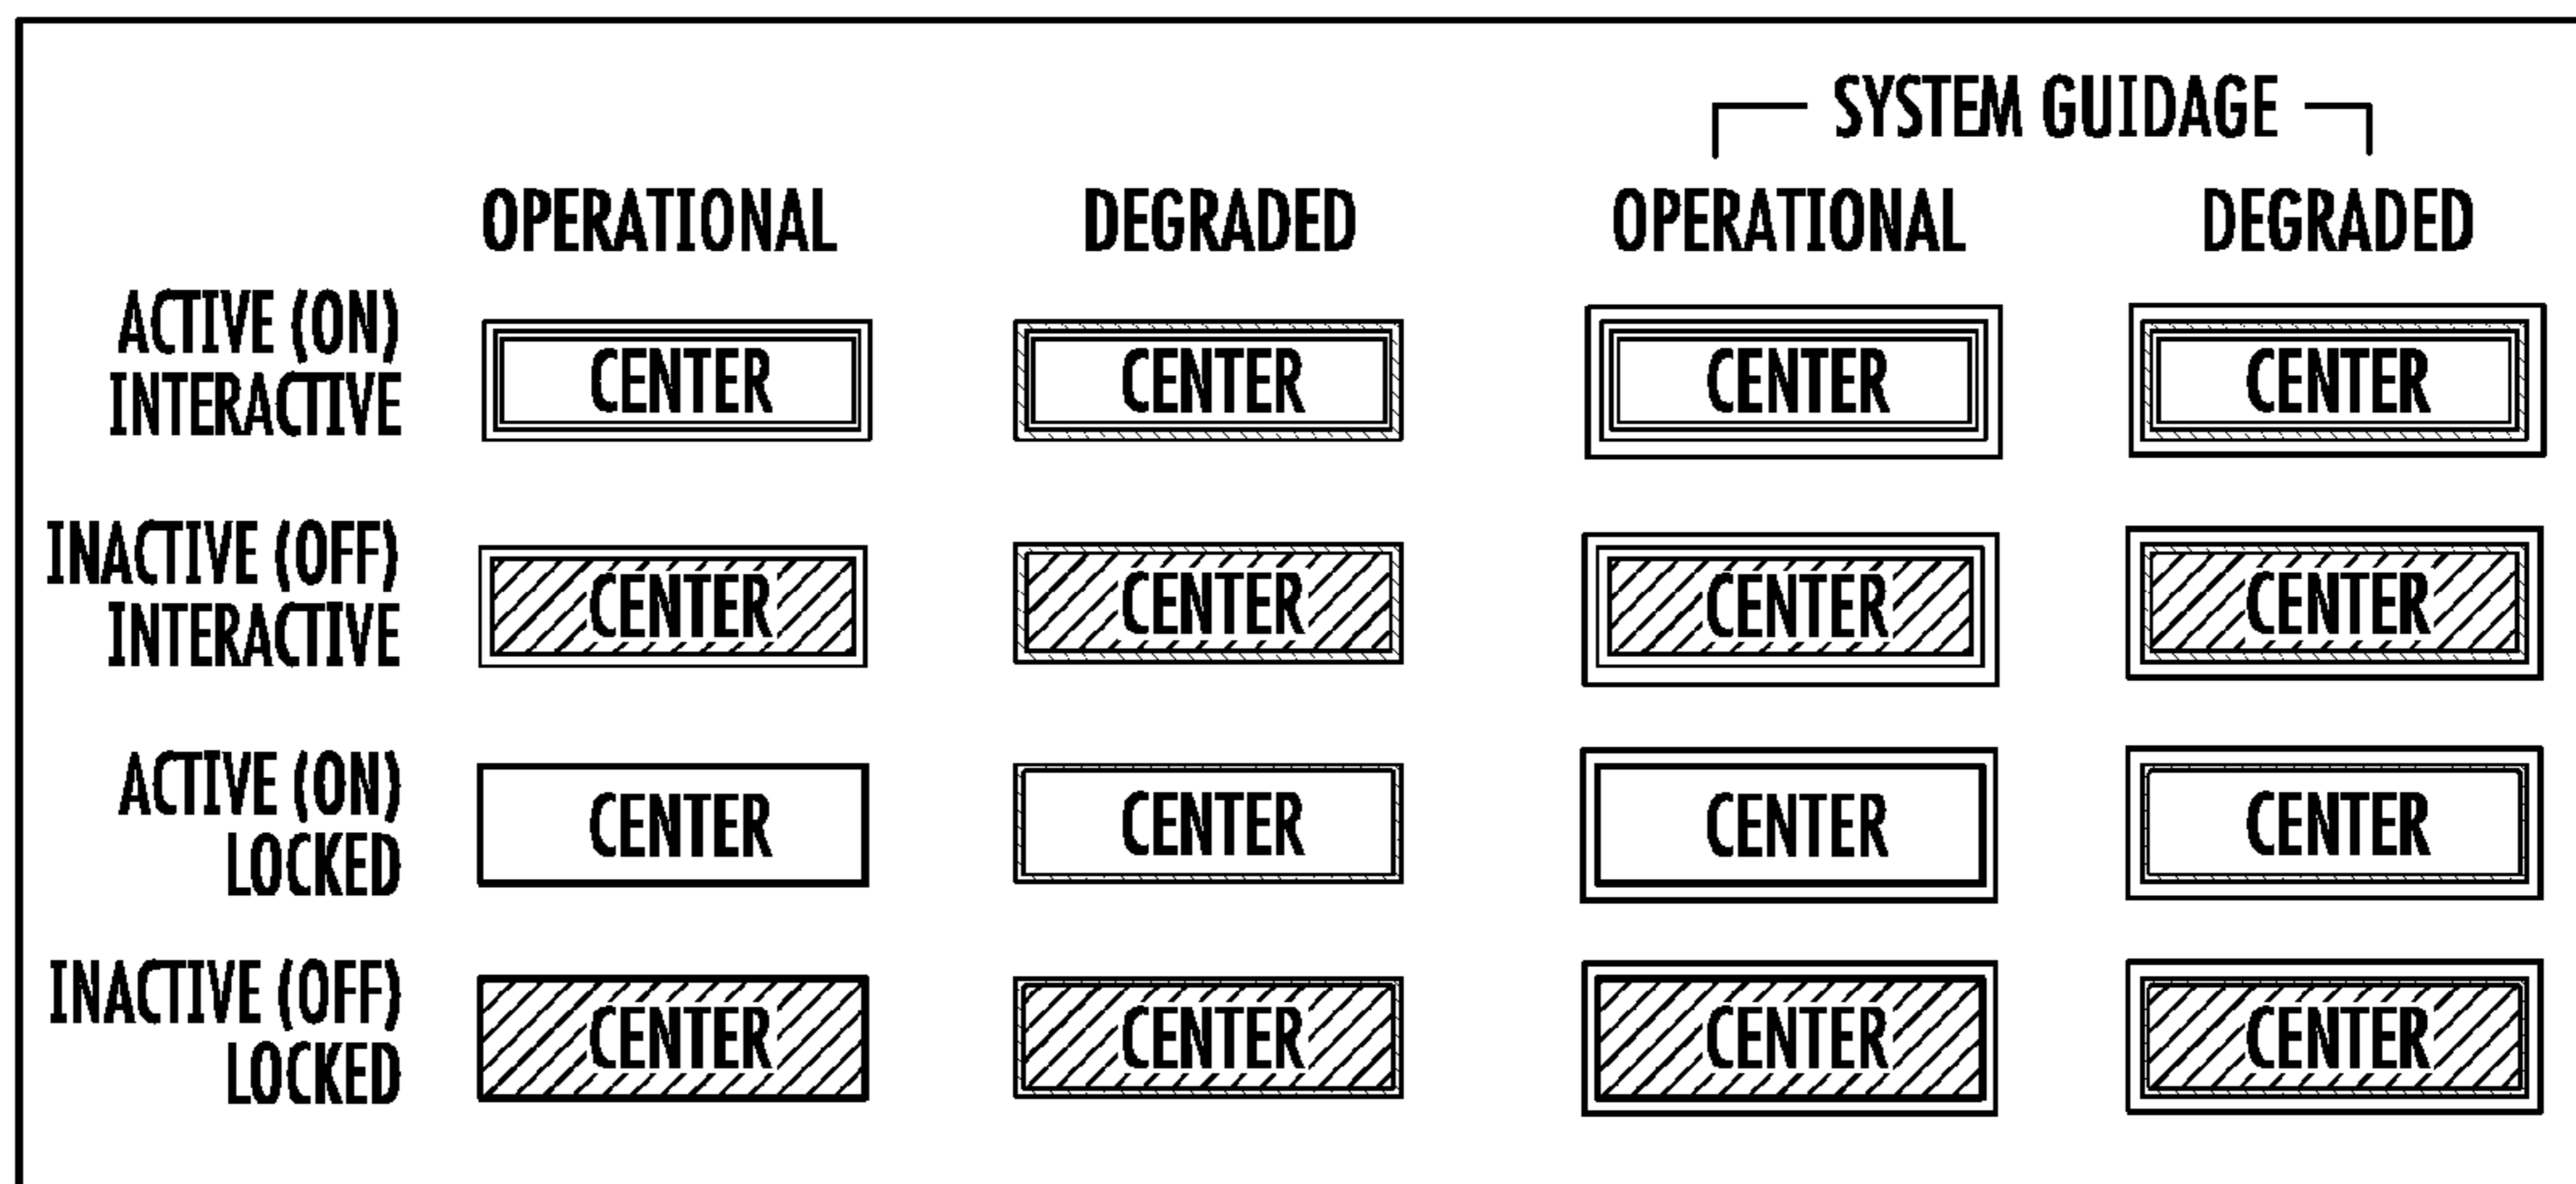 SYSTEM GUIDAGE
OPERATIONAL DEGRADED OPERATIONAL DEGRADED
ACTIVE (ON)
INTERACTIVE
CENTER CENTER CENTER CENTER
INACTIVE (OFF)
INTERACTIVE
CENTER CENTER CENTER CENTER
ACTIVE (ON)
LOCKED
CENTER CENTER CENTER CENTER
INACTIVE (OFF)
LOCKED
CENTER CENTER CENTER CENTER